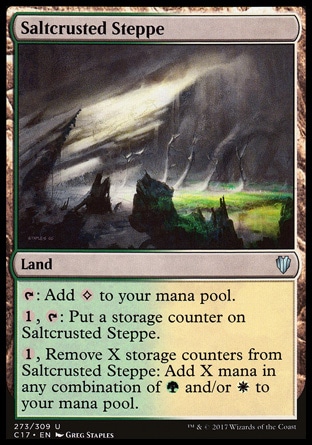 Saltcrusted Steppe
STAPLES
Land
: Add to your mana pool.
1, : Put a storage counter on
Saltcrusted Steppe.
1, Remove X storage counters from
Saltcrusted Steppe: Add X mana in
any combination of and/or to
your mana pool.
273/309 U
C17 • EN Greg Staples
™ & © 2017 Wizards of the Coast